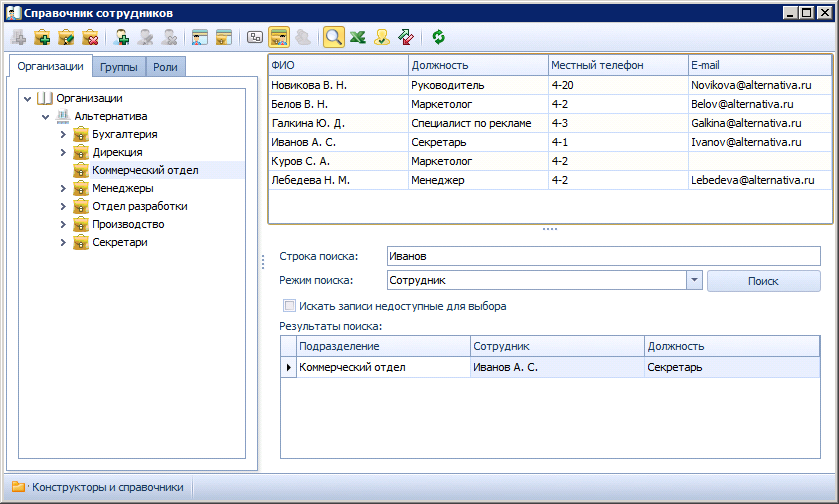 Справочник сотрудников
Организации Группы Роли
Организации
Альтернатива
Бухгалтерия
Дирекция
Коммерческий отдел
Менеджеры
Отдел разработки
Производство
Секретари
ФИО Должность Местный телефон E-mail
Новикова В. Н. Руководитель 4-20 Novikova@alternativa.ru
Белов В. Н. Маркетолог 4-2 Belov@alternativa.ru
Галкина Ю. Д. Специалист по рекламе 4-3 Galkina@alternativa.ru
Иванов А. С. Секретарь 4-1 Ivanov@alternativa.ru
Куров С. А. Маркетолог 4-2
Лебедева Н. М. Менеджер 4-2 Lebedeva@alternativa.ru
Строка поиска: Иванов
Режим поиска: Сотрудник Поиск
Искать записи недоступные для выбора
Результаты поиска:
Подразделение Сотрудник Должность
Коммерческий отдел Иванов А. С. Секретарь
Конструкторы и справочники